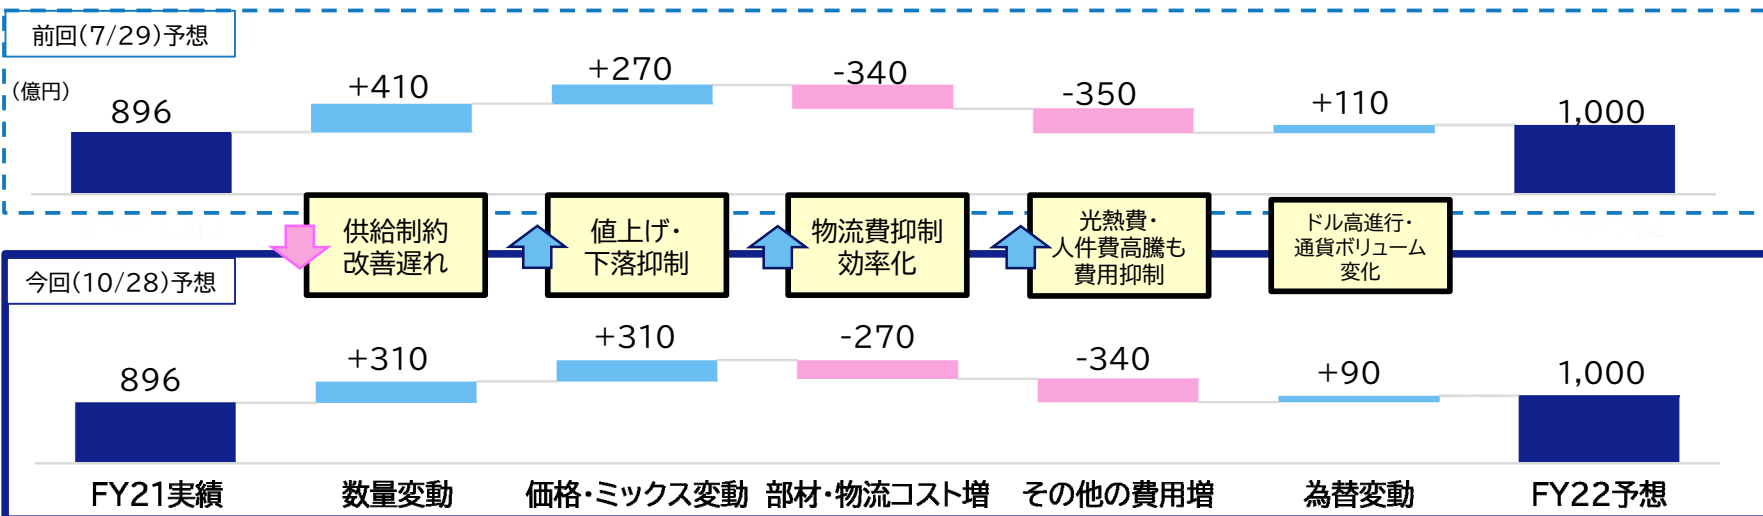 前回(7/29)予想
(億円)
896
+410
+270
-340
-350
+110
1,000
供給制約
改善遅れ
値上げ・
下落抑制
物流費抑制
効率化
光熱費・
人件費高騰も
費用抑制
ドル高進行・
通貨ボリューム
変化
今回(10/28)予想
896
+310
+310
-270
-340
+90
1,000
FY21実績
数量変動
価格・ミックス変動
部材・物流コスト増
その他の費用増
為替変動
FY22予想